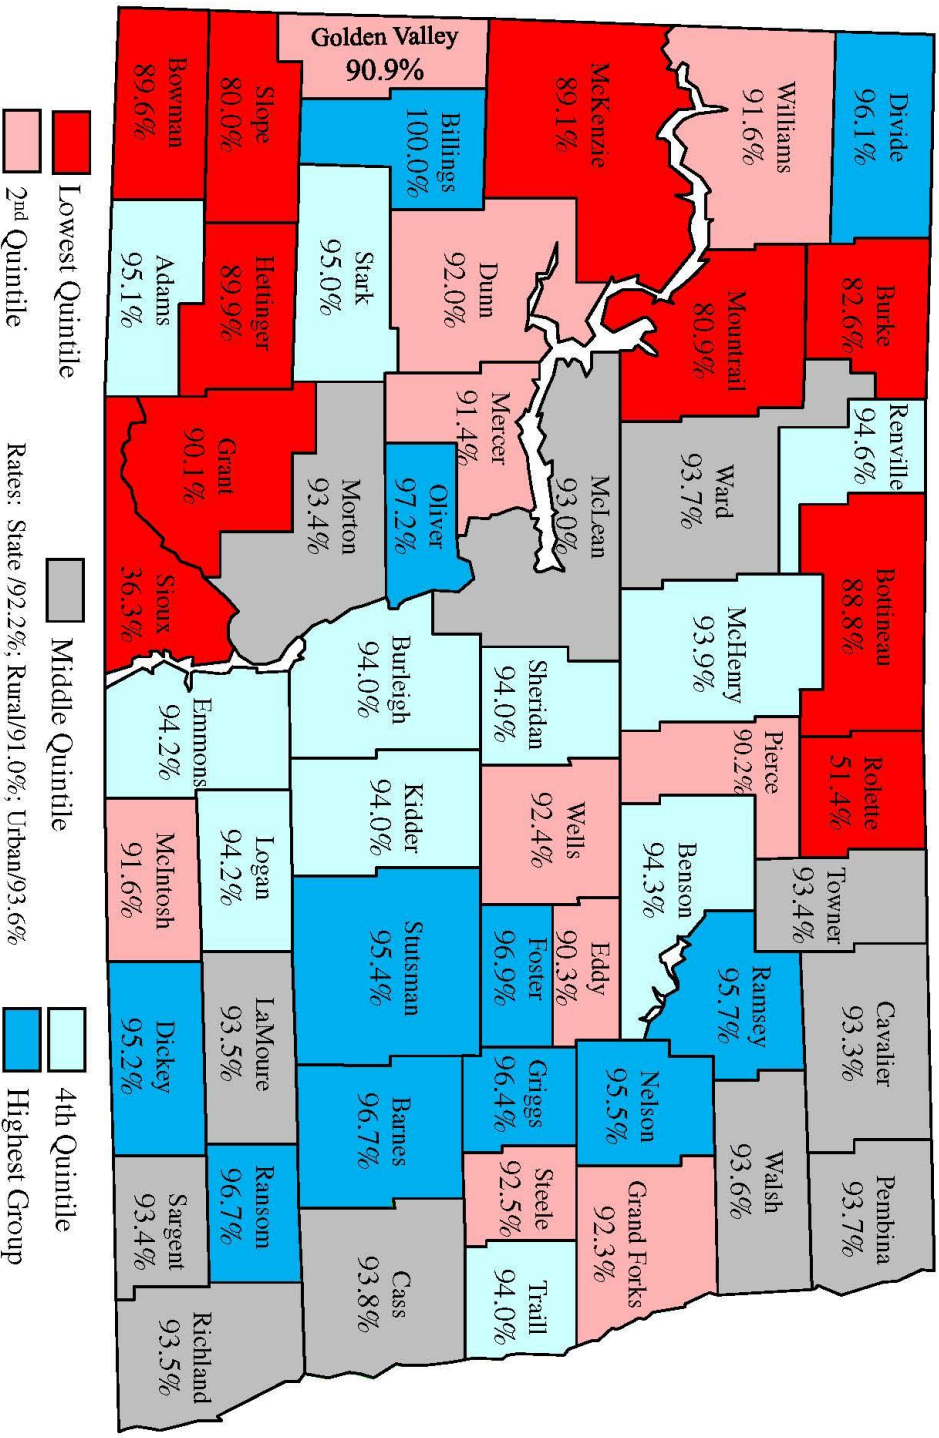 Divide
96.1%
Burke
82.6%
Renville
94.6%
Bottineau
88.8%
Rolette
51.4%
Towner
93.4%
Cavalier
93.3%
Pembina
93.7%
Williams
91.6%
Mountrail
80.9%
Ward
93.7%
McHenry
93.9%
Pierce
90.2%
Benson
94.3%
Ramsey
95.7%
Walsh
93.6%
McKenzie
89.1%
McLean
93.0%
Sheridan
94.0%
Wells
92.4%
Eddy
90.3%
Foster
96.9%
Nelson
95.5%
Grand Forks
92.3%
Griggs
96.4%
Steele
92.5%
Traill
94.0%
Golden Valley
90.9%
Billings
100.0%
Dunn
92.0%
Mercer
91.4%
Oliver
97.2%
Burleigh
94.0%
Kidder
94.0%
Stutsman
95.4%
Barnes
96.7%
Cass
93.8%
Stark
95.0%
Morton
93.4%
Slope
80.0%
Hettinger
89.9%
Grant
90.1%
Bowman
89.6%
Adams
95.1%
Sioux
36.3%
Emmons
94.2%
Logan
94.2%
LaMoure
93.5%
Ransom
96.7%
Richland
93.5%
McIntosh
91.6%
Dickey
95.2%
Sargent
93.4%
Lowest Quintile
2nd Quintile
Middle Quintile
4th Quintile
Highest Group
Rates: State /92.2%; Rural/91.0%; Urban/93.6%